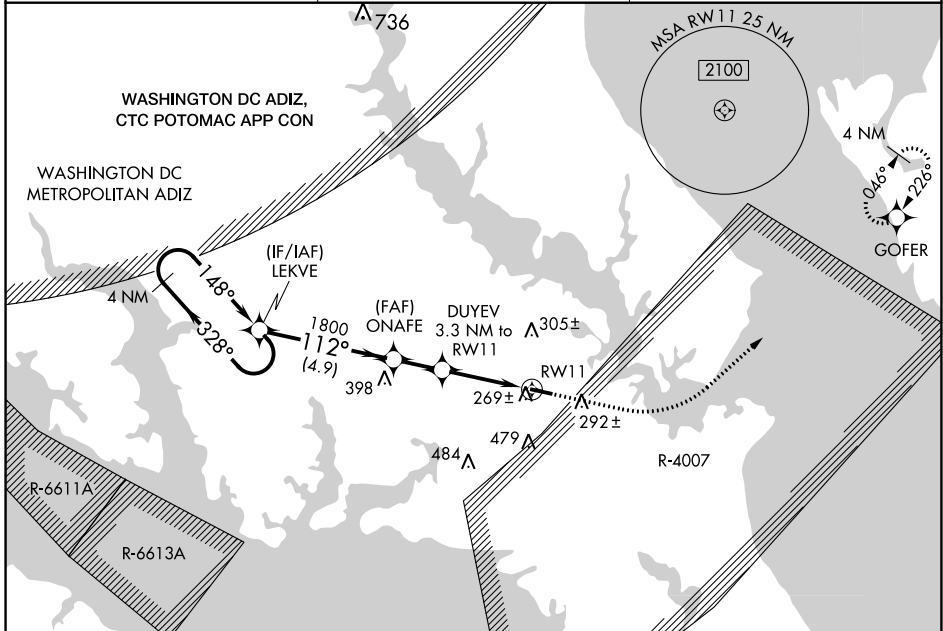 736
MSA RW11 25 NM
2100
WASHINGTON DC ADIZ,
CTC POTOMAC APP CON
4 NM
046°
226°
GOFER
WASHINGTON DC
METROPOLITAN ADIZ
(IF/IAF)
LEKVE
148°
4 NM
328°
1800
112°
(4.9)
(FAF)
ONAFE
DUYEV
3.3 NM to
RW11
305±
398
RW11
269±
292±
479
484
R-4007
R-6611A
R-6613A